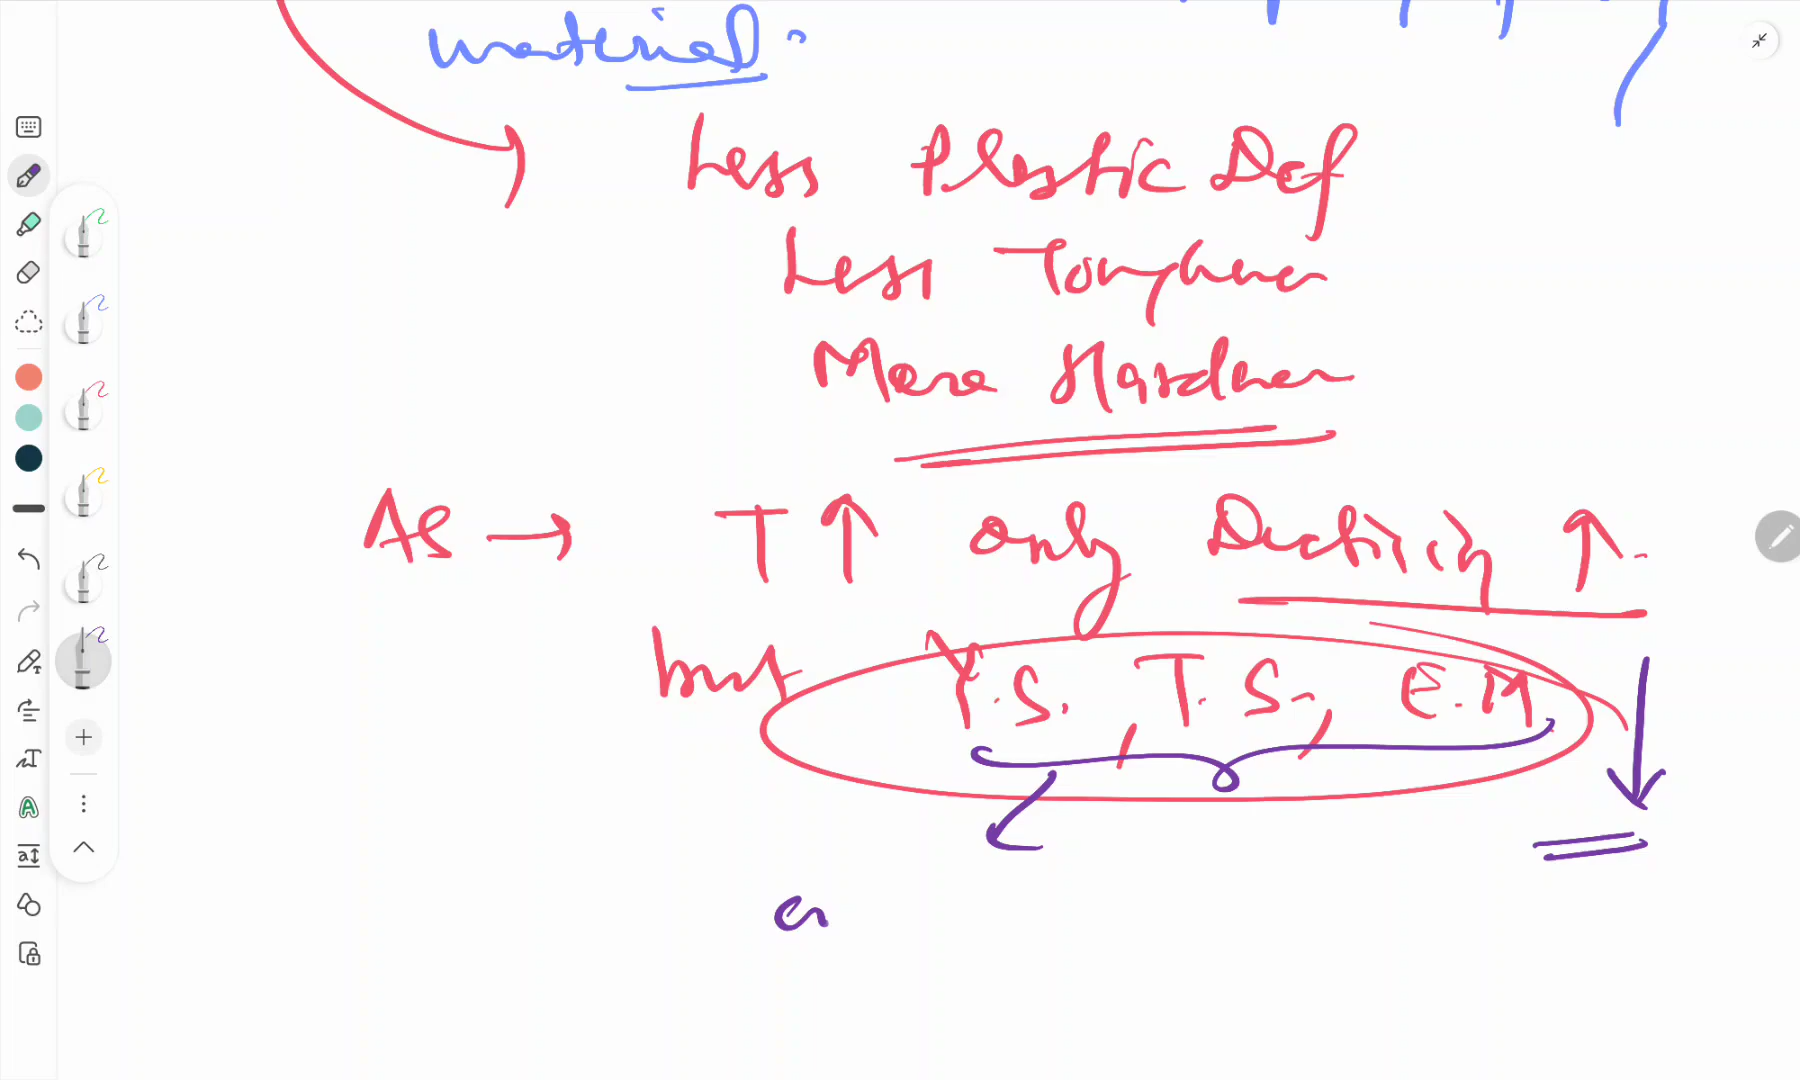 material.
Less Plastic Def
Less Toughness
More Hardness
As → T↑ only Ductility ↑.
but Y.S., T.S., E.M